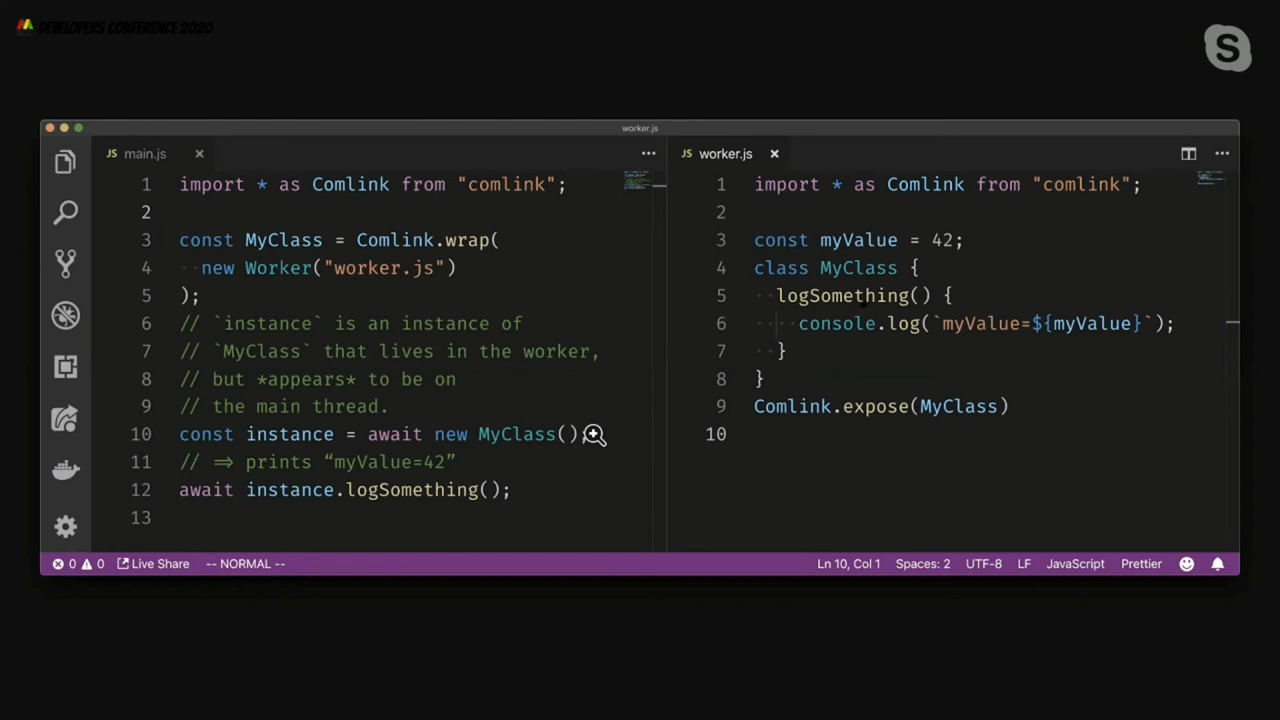 DEVELOPERS CONFERENCE 2020
S
worker.js
JS main.js
1 import * as Comlink from "comlink";
2
3 const MyClass = Comlink.wrap(
4 new Worker("worker.js")
5 );
6 // `instance` is an instance of
7 // `MyClass` that lives in the worker,
8 // but *appears* to be on
9 // the main thread.
10 const instance = await new MyClass();
11 // => prints “myValue=42”
12 await instance.logSomething();
13
JS worker.js
1 import * as Comlink from "comlink";
2
3 const myValue = 42;
4 class MyClass {
5 logSomething() {
6 console.log(`myValue=${myValue}`);
7 }
8 }
9 Comlink.expose(MyClass)
10
0 0 Live Share -- NORMAL -- Ln 10, Col 1 Spaces: 2 UTF-8 LF JavaScript Prettier